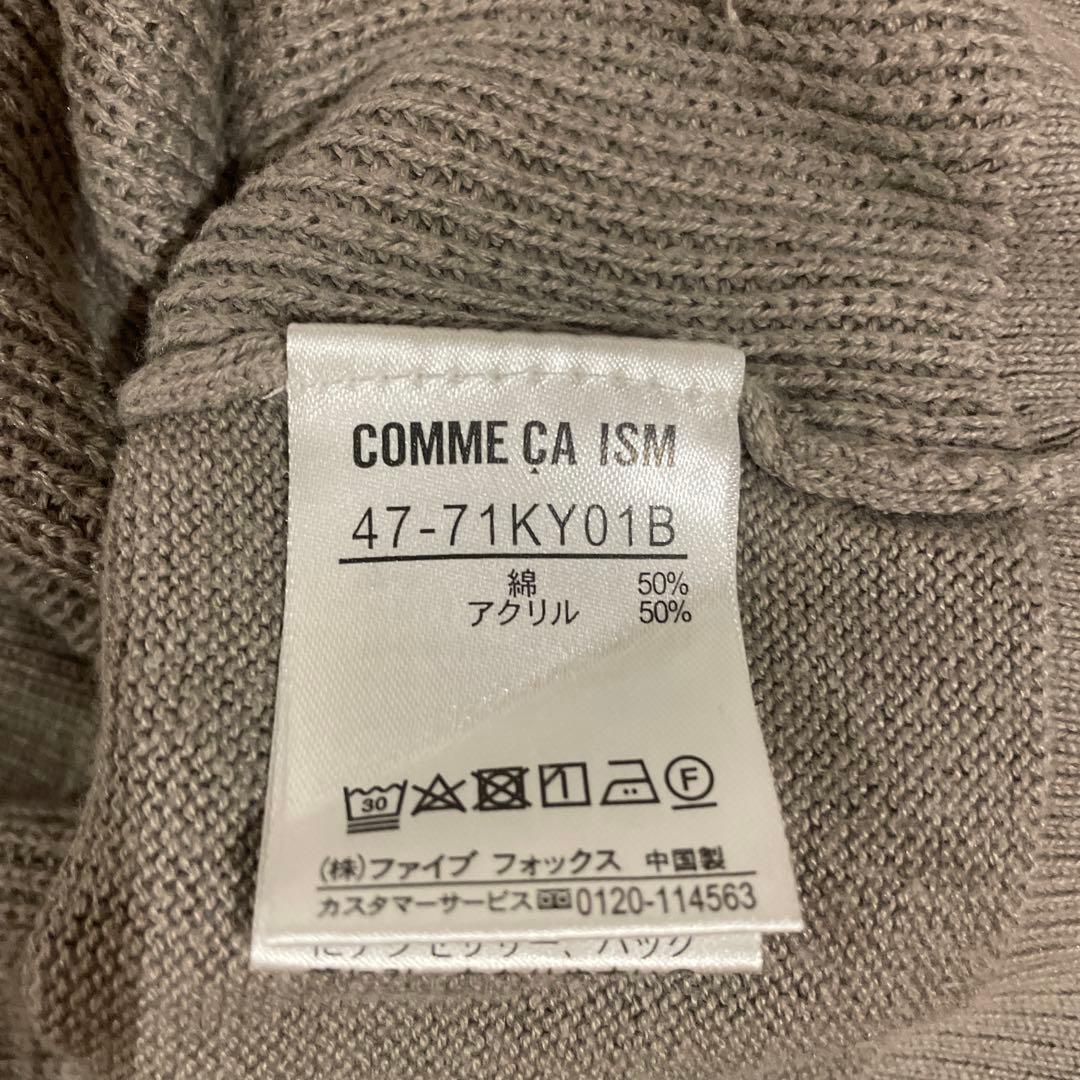 COMME ÇA ISM
47-71KY01B
綿 50%
アクリル 50%
30 F
(株)ファイブ フォックス 中国製
カスタマーサービス 0120-114563